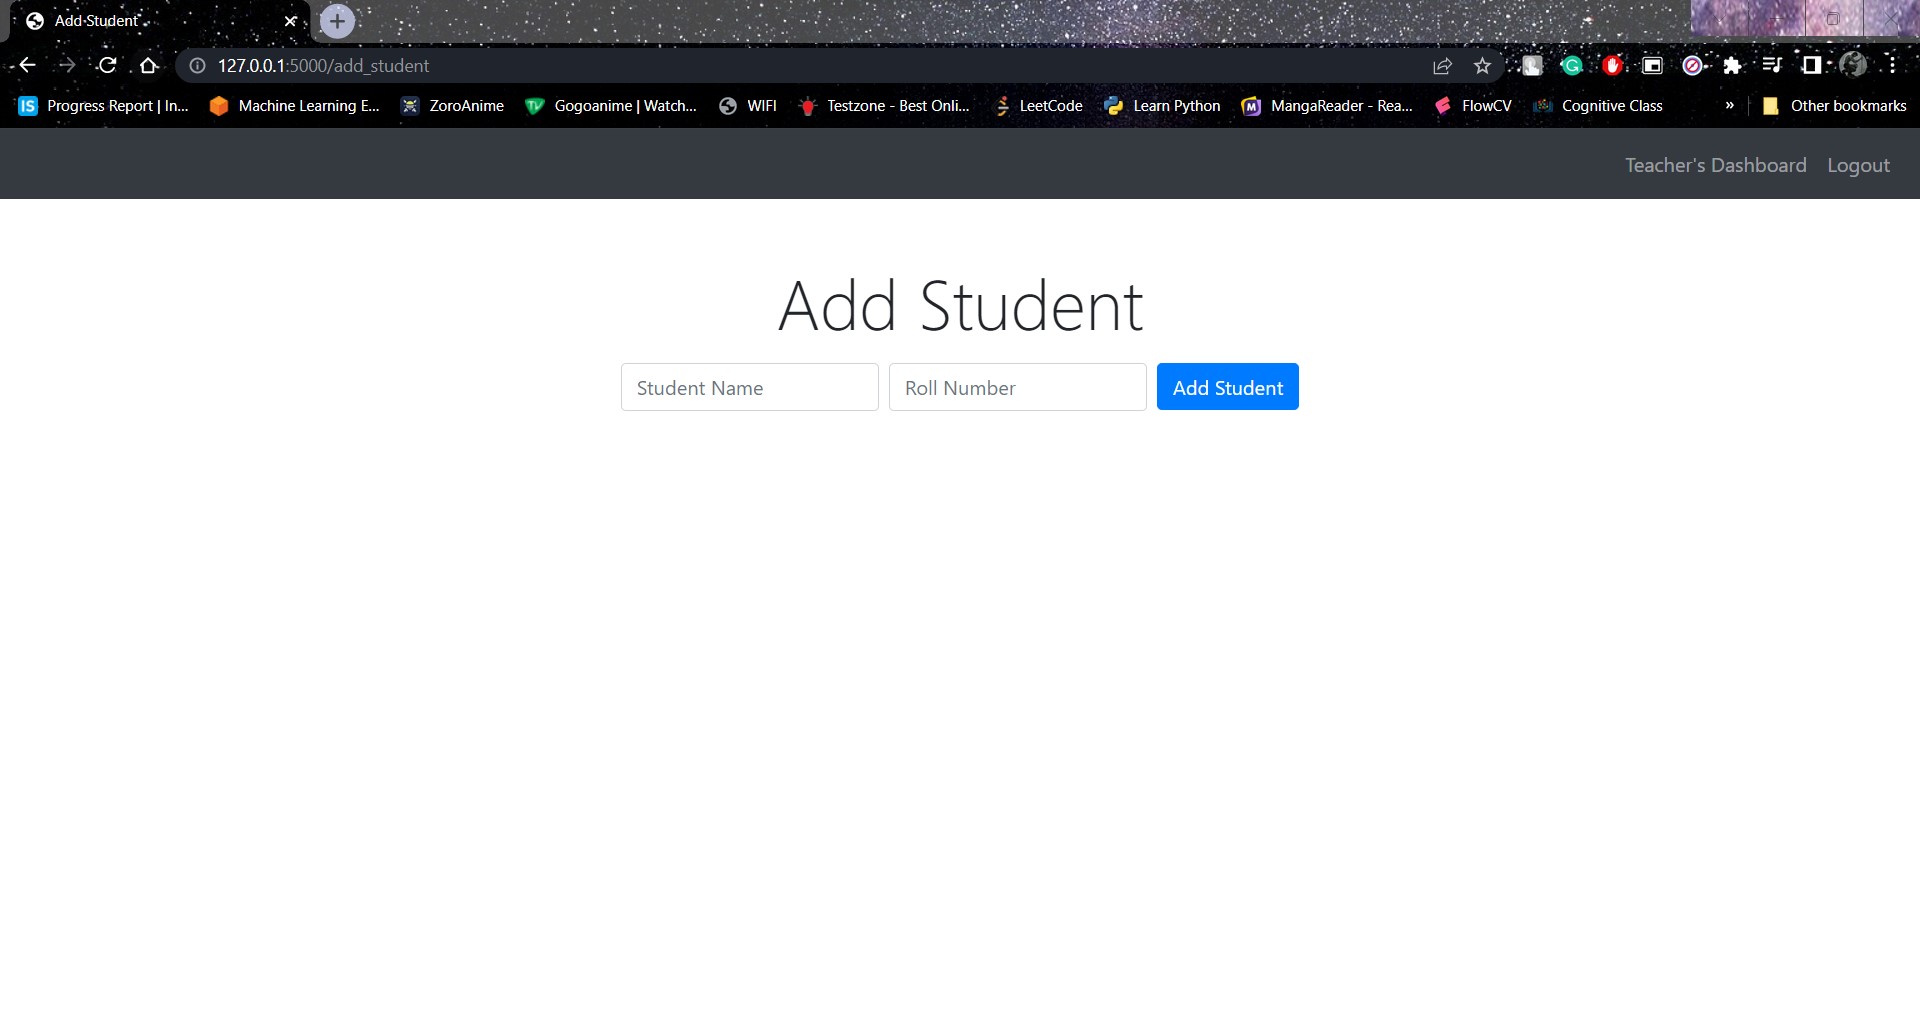 Add Student
127.0.0.1:5000/add_student
Progress Report | In... Machine Learning E... ZoroAnime Gogoanime | Watch... WIFI Testzone - Best Onli... LeetCode Learn Python MangaReader - Rea... FlowCV Cognitive Class » Other bookmarks
Teacher's Dashboard Logout
Add Student
Student Name Roll Number Add Student